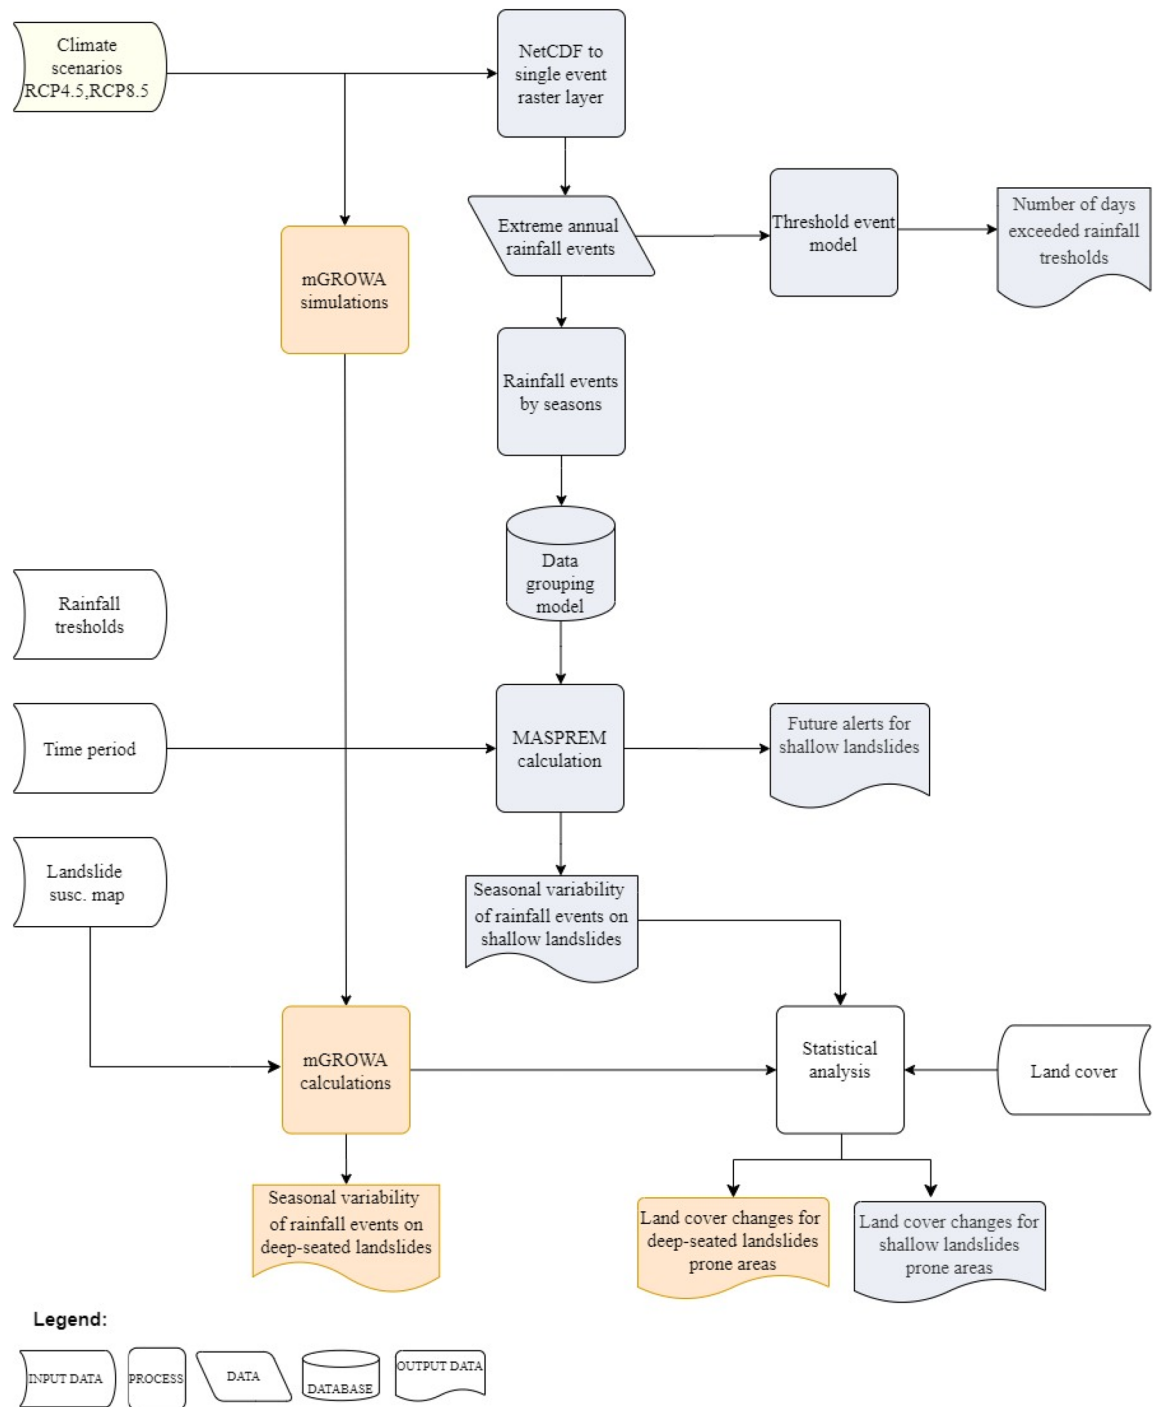 Climate
scenarios
RCP4.5,RCP8.5
NetCDF to
single event
raster layer
Extreme annual
rainfall events
Threshold event
model
Number of days
exceeded rainfall
tresholds
mGROWA
simulations
Rainfall events
by seasons
Data
grouping
model
Rainfall
tresholds
Time period
MASPREM
calculation
Future alerts for
shallow landslides
Landslide
susc. map
Seasonal variability
of rainfall events on
shallow landslides
mGROWA
calculations
Statistical
analysis
Land cover
Seasonal variability
of rainfall events on
deep-seated landslides
Land cover changes for
deep-seated landslides
prone areas
Land cover changes for
shallow landslides
prone areas
Legend:
INPUT DATA
PROCESS
DATA
DATABASE
OUTPUT DATA